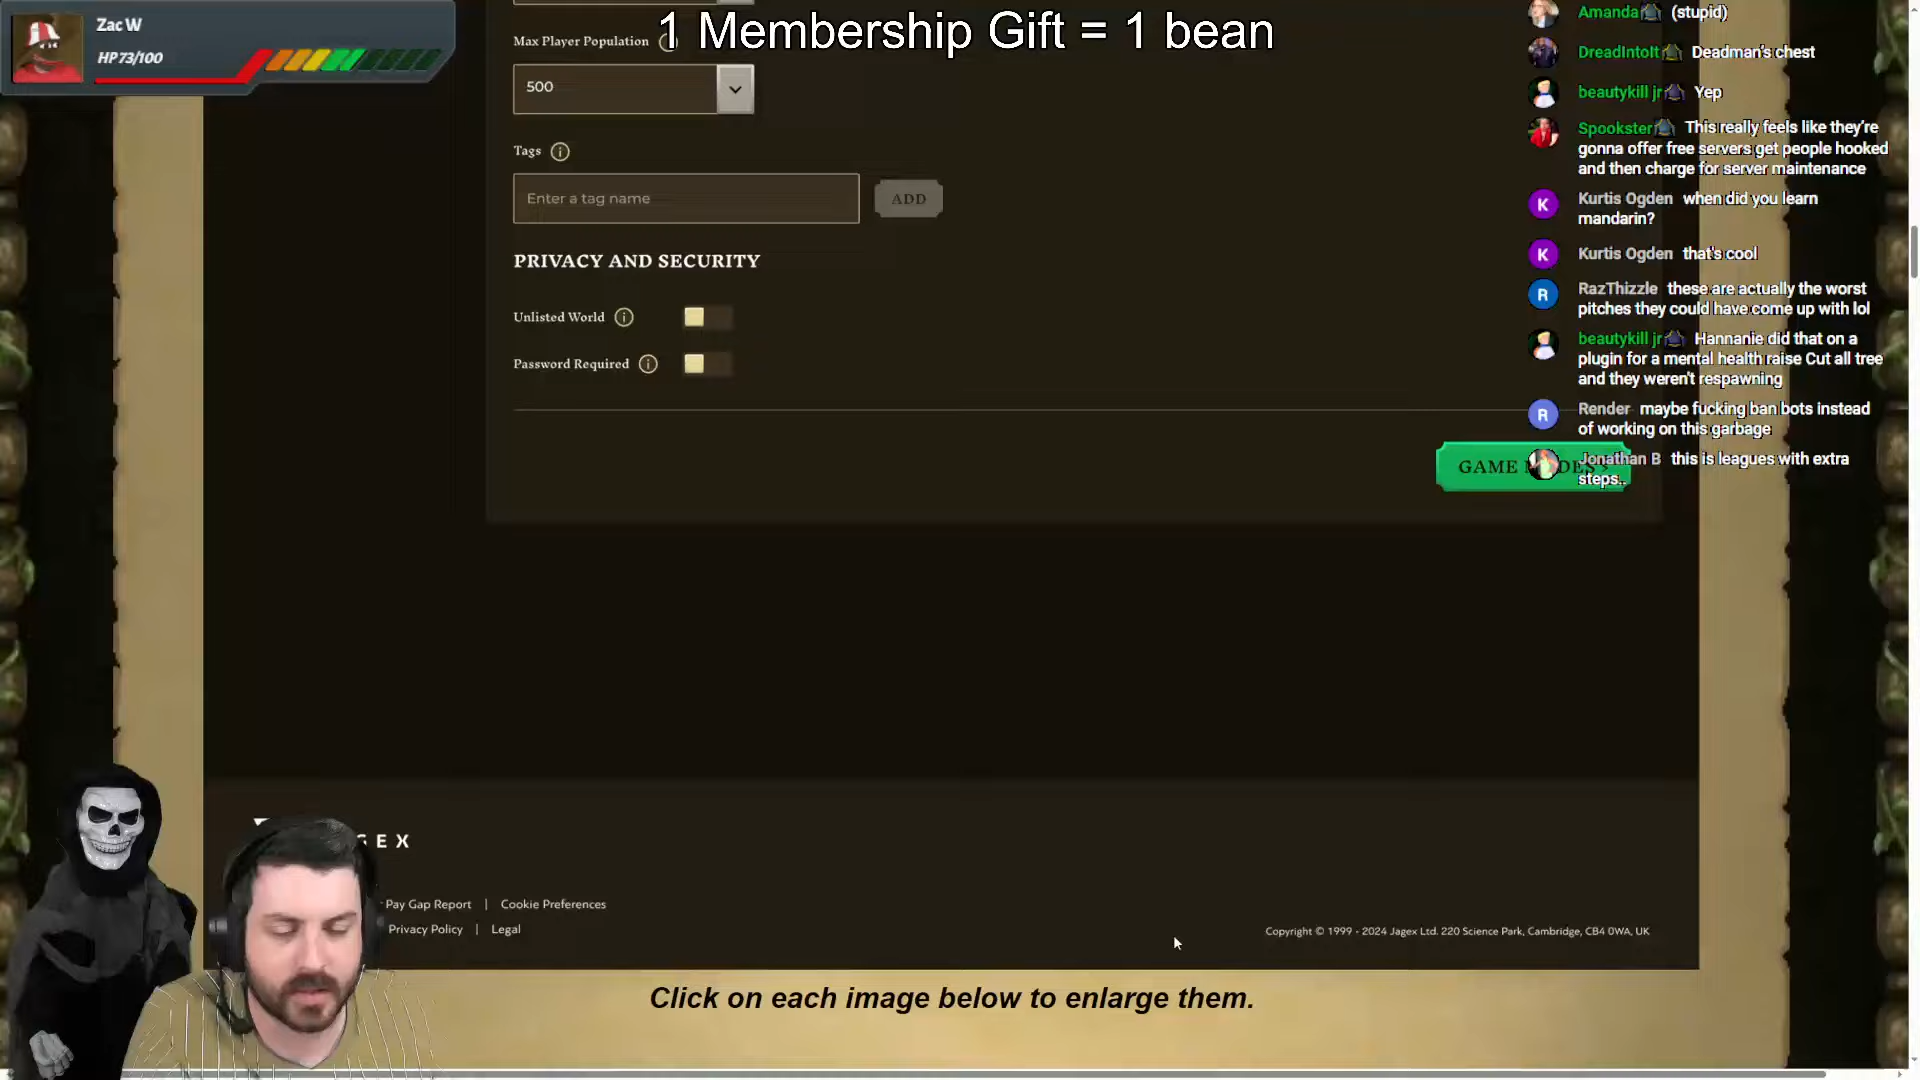 Zac W
HP 73/100
1 Membership Gift = 1 bean
Max Player Population
500
Tags
Enter a tag name
ADD
PRIVACY AND SECURITY
Unlisted World
Password Required
GAME
Pay Gap Report | Cookie Preferences
Privacy Policy | Legal
Copyright © 1999 - 2024 Jagex Ltd. 220 Science Park, Cambridge, CB4 0WA, UK
Click on each image below to enlarge them.
Amanda (stupid)
DreadIntoIt Deadman's chest
beautykill jr Yep
Spookster This really feels like they're
gonna offer free servers get people hooked
and then charge for server maintenance
K
Kurtis Ogden when did you learn
mandarin?
K
Kurtis Ogden that's cool
R
RazThizzle these are actually the worst
pitches they could have come up with lol
beautykill jr Hannanie did that on a
plugin for a mental health raise Cut all tree
and they weren't respawning
R
Render maybe fucking ban bots instead
of working on this garbage
Jonathan B this is leagues with extra
steps..